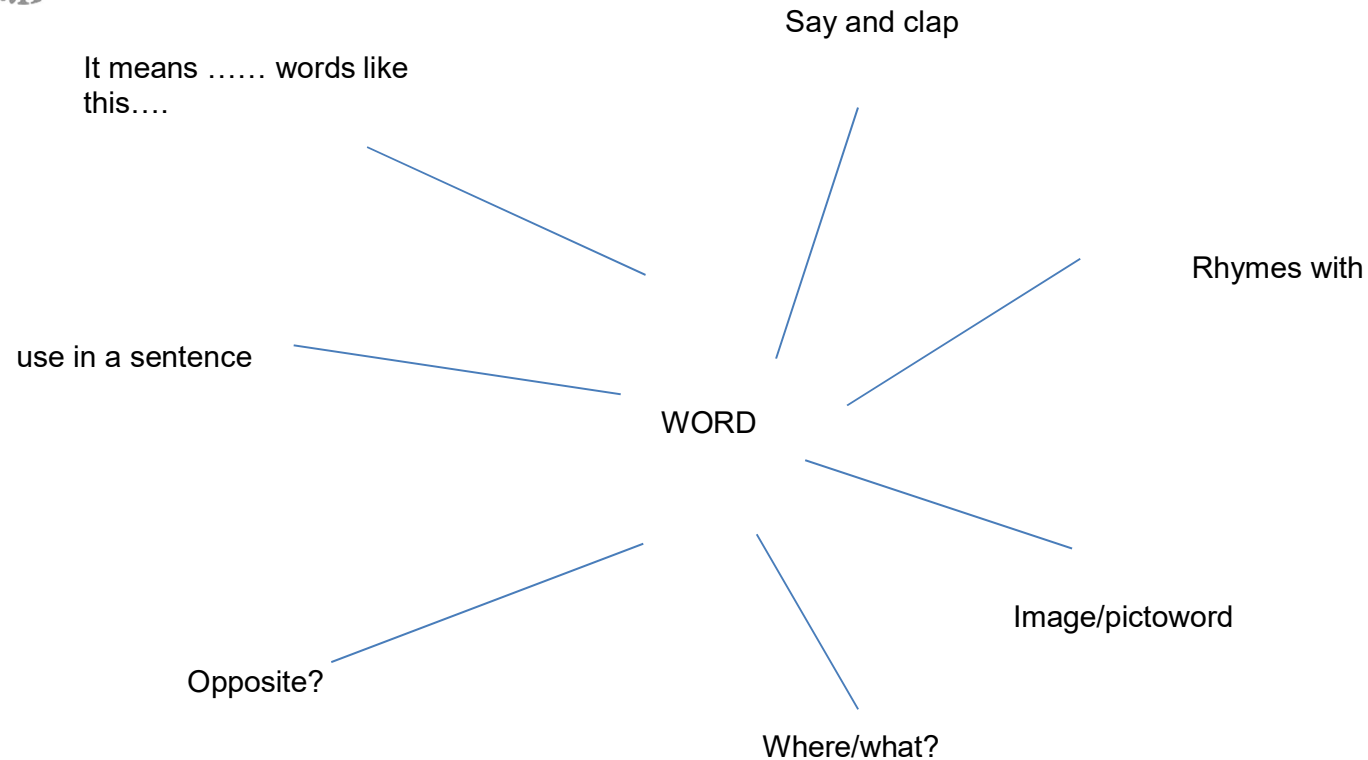 Say and clap
It means …… words like
this….
Rhymes with
use in a sentence
WORD
Image/pictoword
Opposite?
Where/what?